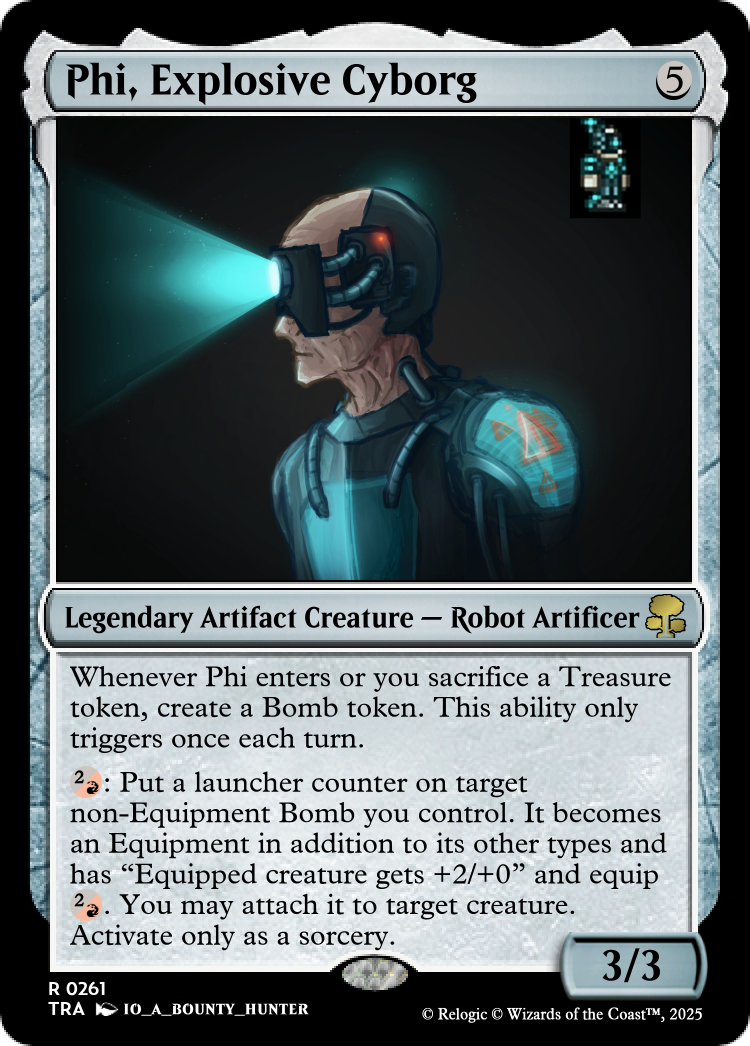 Phi, Explosive Cyborg 5
Legendary Artifact Creature — Robot Artificer
Whenever Phi enters or you sacrifice a Treasure
token, create a Bomb token. This ability only
triggers once each turn.
2: Put a launcher counter on target
non-Equipment Bomb you control. It becomes
an Equipment in addition to its other types and
has “Equipped creature gets +2/+0” and equip
2. You may attach it to target creature.
Activate only as a sorcery.
3/3
R 0261
TRA IO_A_BOUNTY_HUNTER
© Relogic © Wizards of the Coast™, 2025